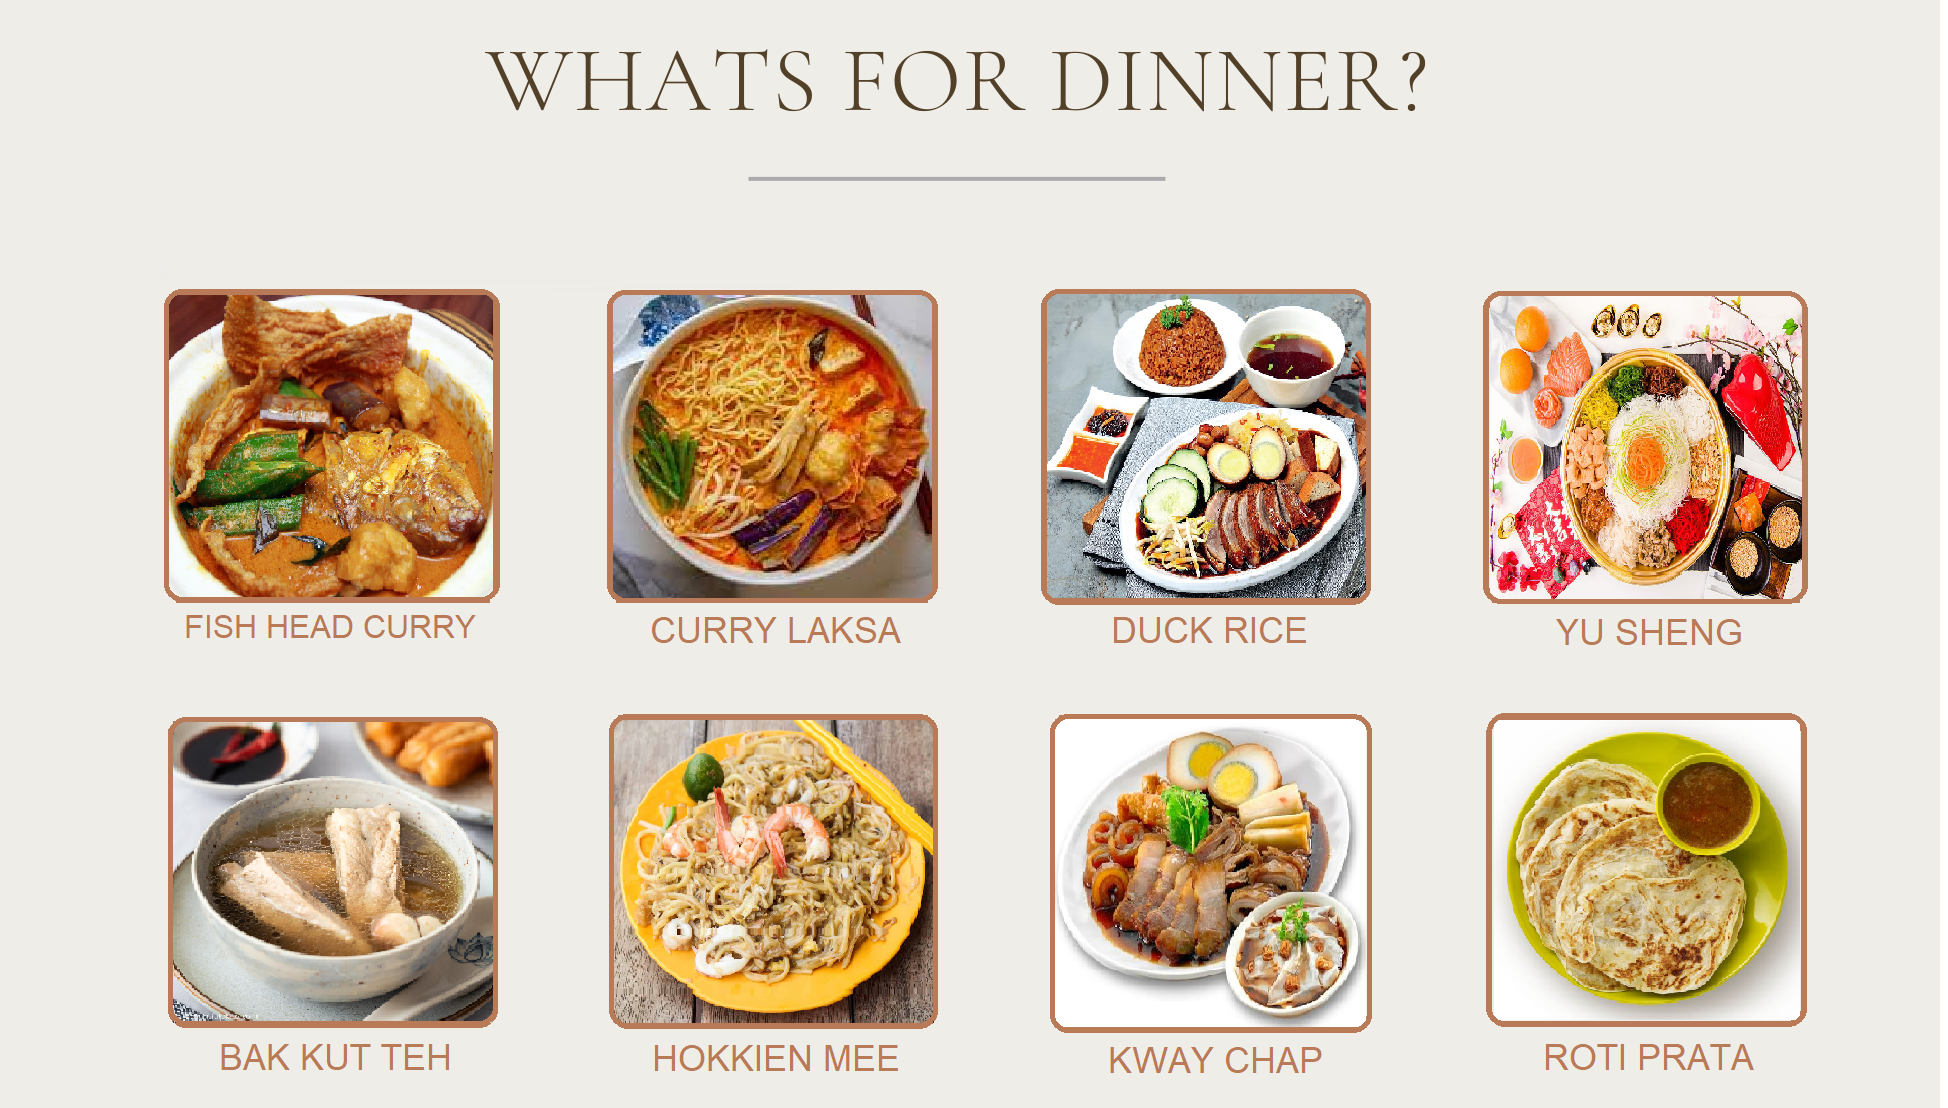 WHATS FOR DINNER?
FISH HEAD CURRY
CURRY LAKSA
DUCK RICE
YU SHENG
BAK KUT TEH
HOKKIEN MEE
KWAY CHAP
ROTI PRATA